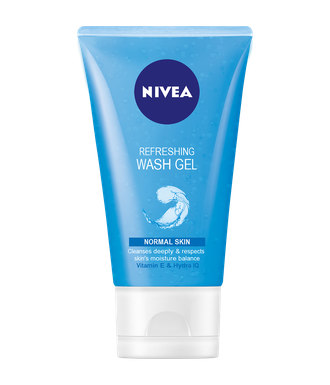 NIVEA
REFRESHING
WASH GEL
NORMAL SKIN
Cleanses deeply & respects
skin's moisture balance
Vitamin E & Hydra IQ